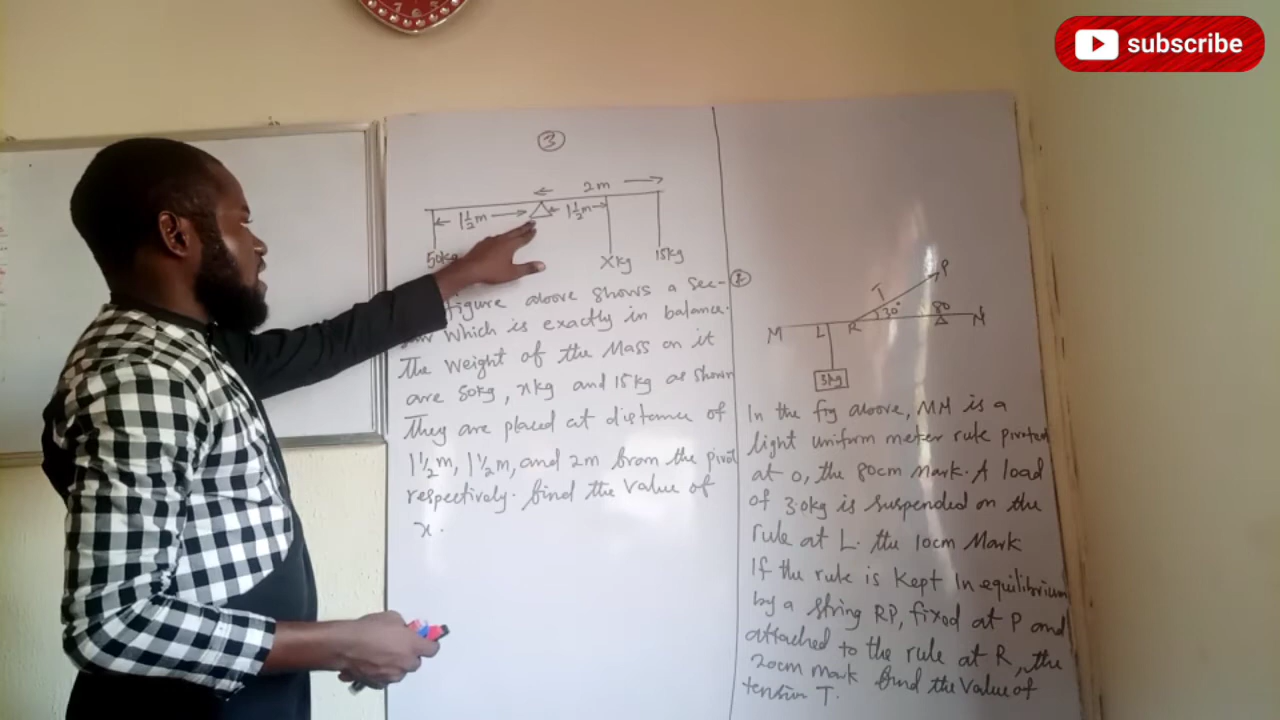 subscribe
③
2m
1½m
1½m
50kg
Xkg
15kg
figure above shows a see-
saw which is exactly in balance.
The weight of the Mass on it
are 50kg, xkg and 15kg as shown
They are placed at distance of
1½m, 1½m, and 2m from the pivot
respectively. find the value of
x.
②
P
T
30°
80
M
L
R
N
3kg
In the fig above, MN is a
light uniform meter rule pivoted
at O, the 80cm mark. A load
of 3.0kg is suspended on the
rule at L. the 10cm Mark
If the rule is kept In equilibrium
by a string RP, fixed at P and
attached to the rule at R, the
20cm mark find the value of
tension T.